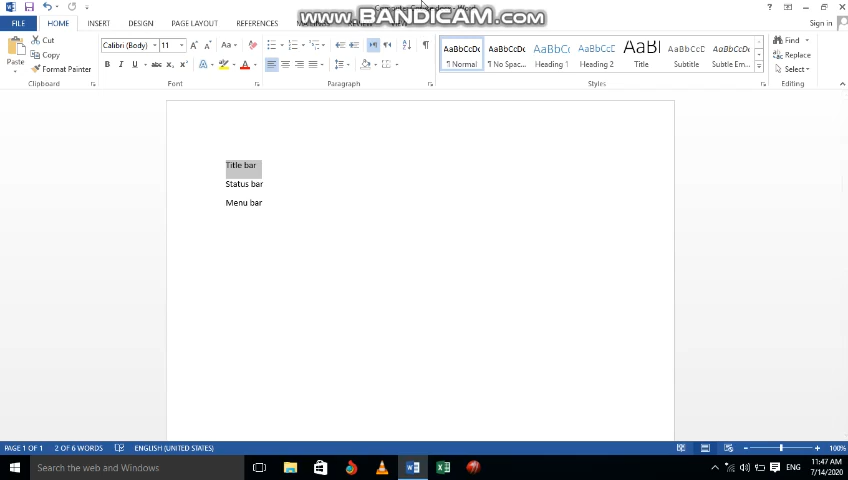 www.BANDICAM.com
Sign in
FILE HOME INSERT DESIGN PAGE LAYOUT REFERENCES
Cut
Copy
Format Painter
Paste
Clipboard
Calibri (Body) 11
Font
Paragraph
AaBbCcDc AaBbCcDc AaBbCc AaBbCcE AaBl AaBbCcD AaBbCcDc
¶ Normal ¶ No Spac... Heading 1 Heading 2 Title Subtitle Subtle Em...
Styles
Find
Replace
Select
Editing
Title bar
Status bar
Menu bar
PAGE 1 OF 1 2 OF 6 WORDS ENGLISH (UNITED STATES) 100%
Search the web and Windows
ENG
11:47 AM
7/14/2020